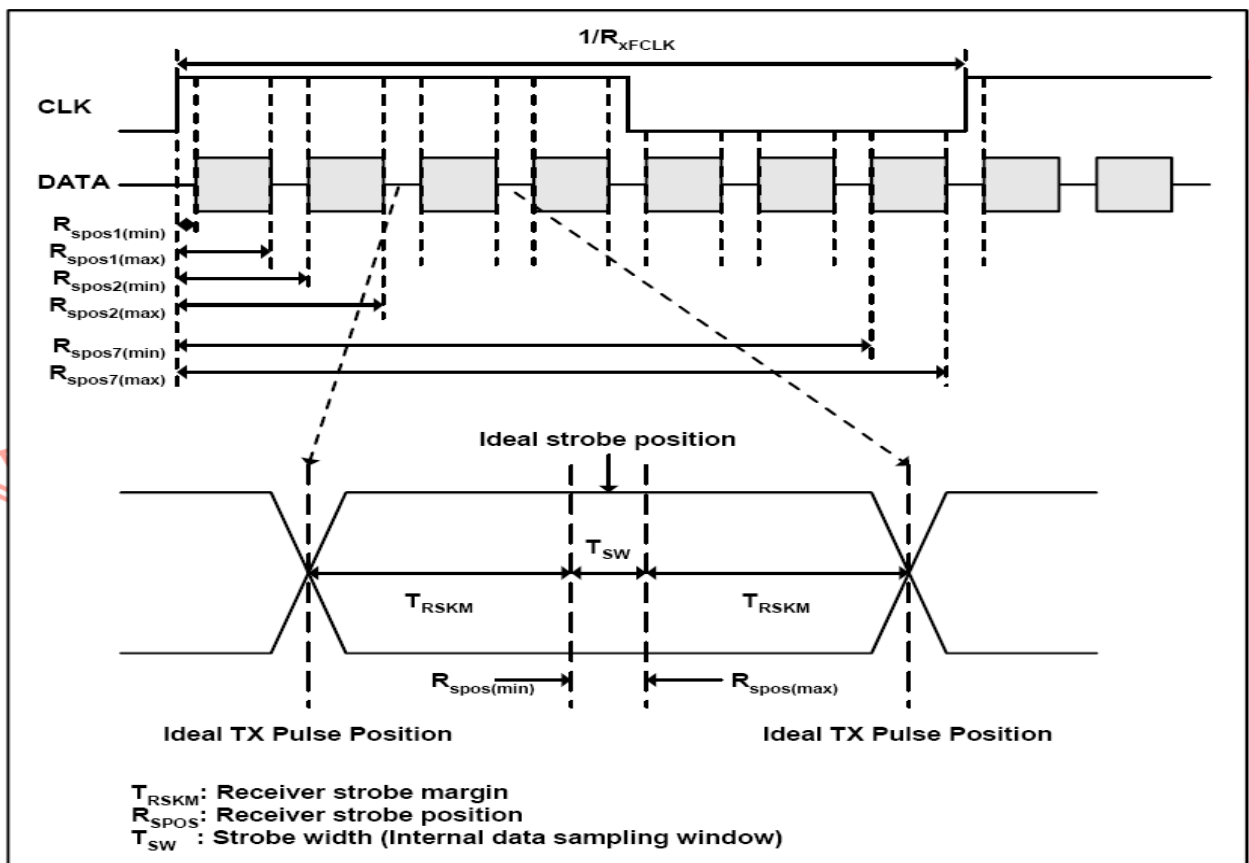 1/RxFCLK
CLK
DATA
Rspos1(min)
Rspos1(max)
Rspos2(min)
Rspos2(max)
Rspos7(min)
Rspos7(max)
Ideal strobe position
TSW
TRSKM
TRSKM
Rspos(min)
Rspos(max)
Ideal TX Pulse Position
Ideal TX Pulse Position
TRSKM: Receiver strobe margin
RSPOS: Receiver strobe position
TSW : Strobe width (Internal data sampling window)